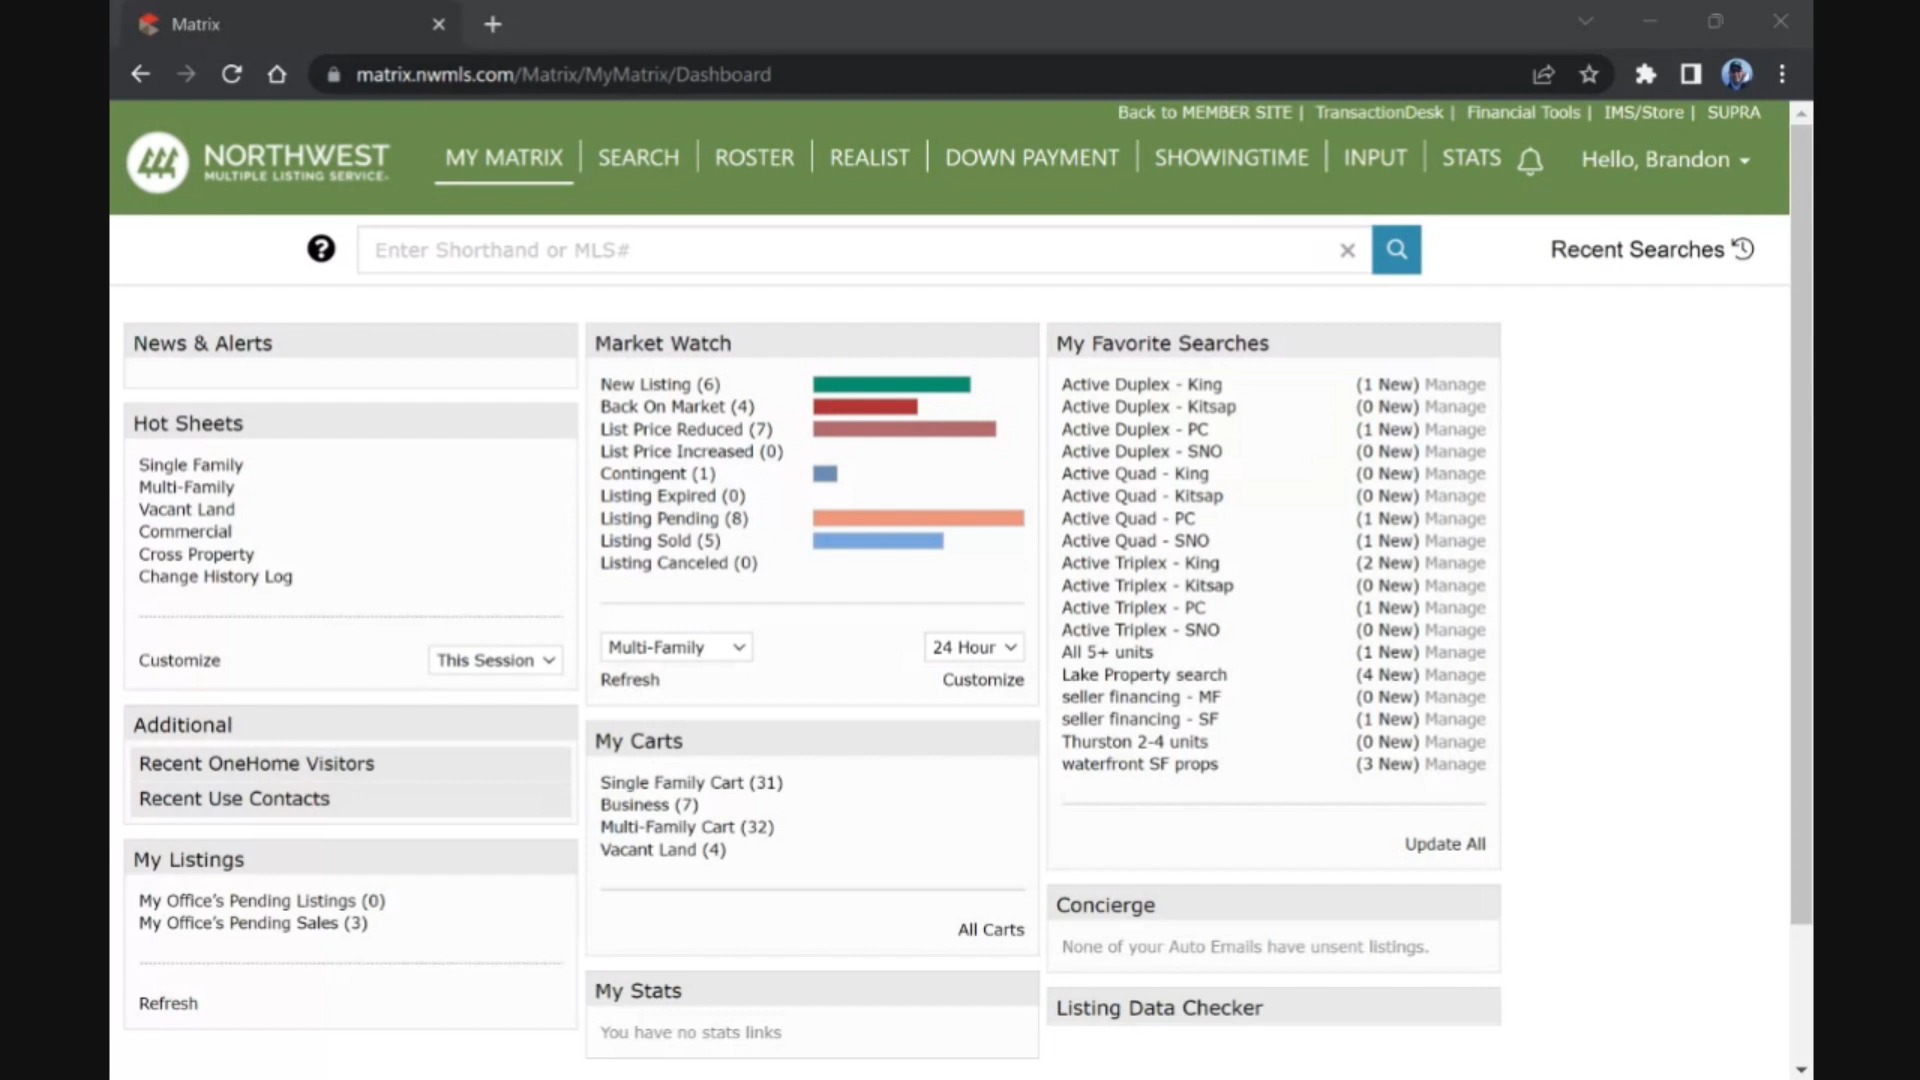 Matrix
matrix.nwmls.com/Matrix/MyMatrix/Dashboard
Back to MEMBER SITE | TransactionDesk | Financial Tools | IMS/Store | SUPRA
NORTHWEST
MULTIPLE LISTING SERVICE
MY MATRIX | SEARCH | ROSTER | REALIST | DOWN PAYMENT | SHOWINGTIME | INPUT | STATS
Hello, Brandon
Enter Shorthand or MLS#
Recent Searches
News & Alerts
Hot Sheets
Single Family
Multi-Family
Vacant Land
Commercial
Cross Property
Change History Log
Customize
This Session
Additional
Recent OneHome Visitors
Recent Use Contacts
My Listings
My Office's Pending Listings (0)
My Office's Pending Sales (3)
Refresh
Market Watch
New Listing (6)
Back On Market (4)
List Price Reduced (7)
List Price Increased (0)
Contingent (1)
Listing Expired (0)
Listing Pending (8)
Listing Sold (5)
Listing Canceled (0)
Multi-Family
24 Hour
Refresh
Customize
My Carts
Single Family Cart (31)
Business (7)
Multi-Family Cart (32)
Vacant Land (4)
All Carts
My Stats
You have no stats links
My Favorite Searches
Active Duplex - King (1 New) Manage
Active Duplex - Kitsap (0 New) Manage
Active Duplex - PC (1 New) Manage
Active Duplex - SNO (0 New) Manage
Active Quad - King (0 New) Manage
Active Quad - Kitsap (0 New) Manage
Active Quad - PC (1 New) Manage
Active Quad - SNO (1 New) Manage
Active Triplex - King (2 New) Manage
Active Triplex - Kitsap (0 New) Manage
Active Triplex - PC (1 New) Manage
Active Triplex - SNO (0 New) Manage
All 5+ units (1 New) Manage
Lake Property search (4 New) Manage
seller financing - MF (0 New) Manage
seller financing - SF (1 New) Manage
Thurston 2-4 units (0 New) Manage
waterfront SF props (3 New) Manage
Update All
Concierge
None of your Auto Emails have unsent listings.
Listing Data Checker